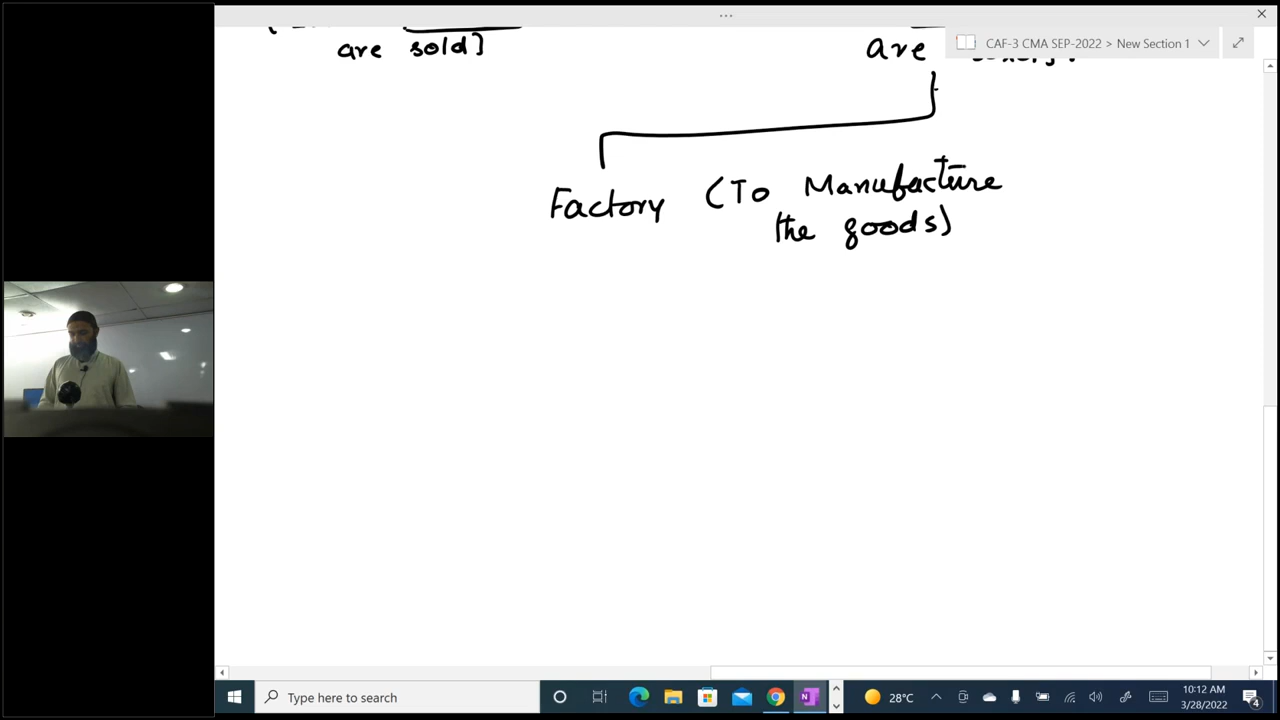 CAF-3 CMA SEP-2022 > New Section 1
are sold]
are
Factory (To Manufacture
the goods)
Type here to search
28°C
10:12 AM
3/28/2022
4